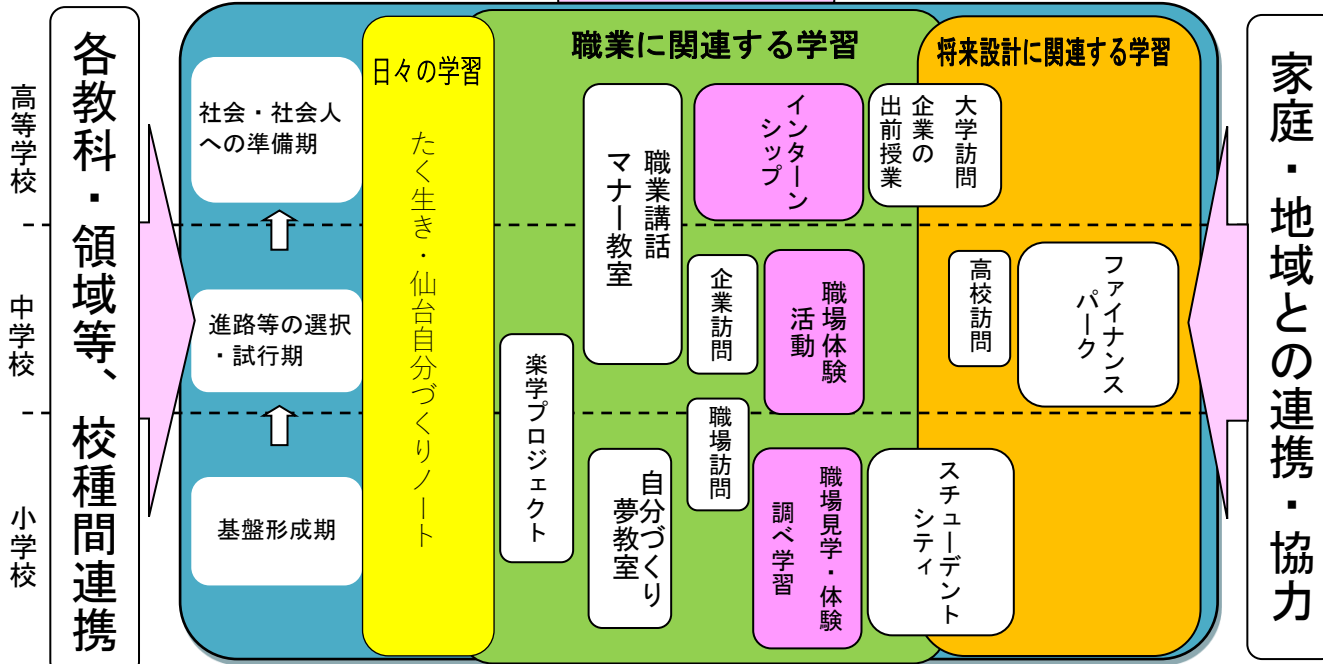 高等学校
中学校
小学校
各教科・領域等、校種間連携
社会・社会人
への準備期
進路等の選択
・試行期
基盤形成期
日々の学習
たく生き・仙台自分づくりノート
職業に関連する学習
楽学プロジェクト
職業講話
マナー教室
自分づくり
夢教室
企業訪問
職場訪問
インターン
シップ
職場体験
活動
職場見学・体験
調べ学習
将来設計に関連する学習
大学訪問
企業の
出前授業
高校訪問
ファイナンス
パーク
スチューデント
シティ
家庭・地域との連携・協力